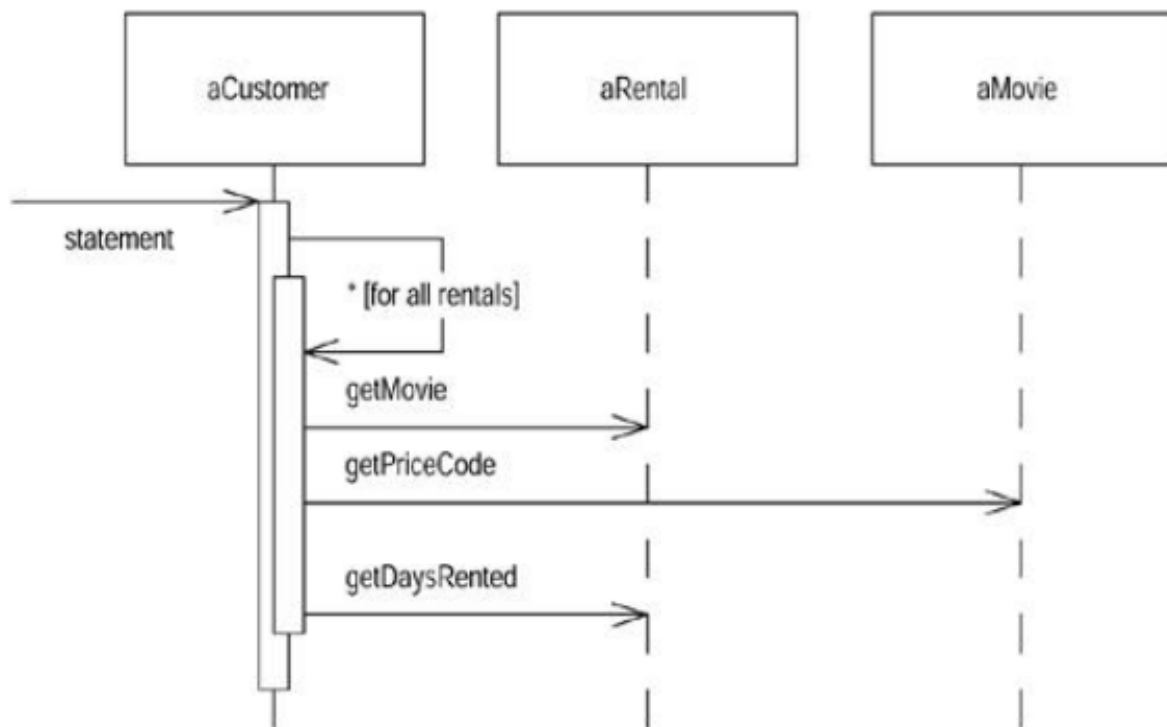 aCustomer
aRental
aMovie
statement
* [for all rentals]
getMovie
getPriceCode
getDaysRented